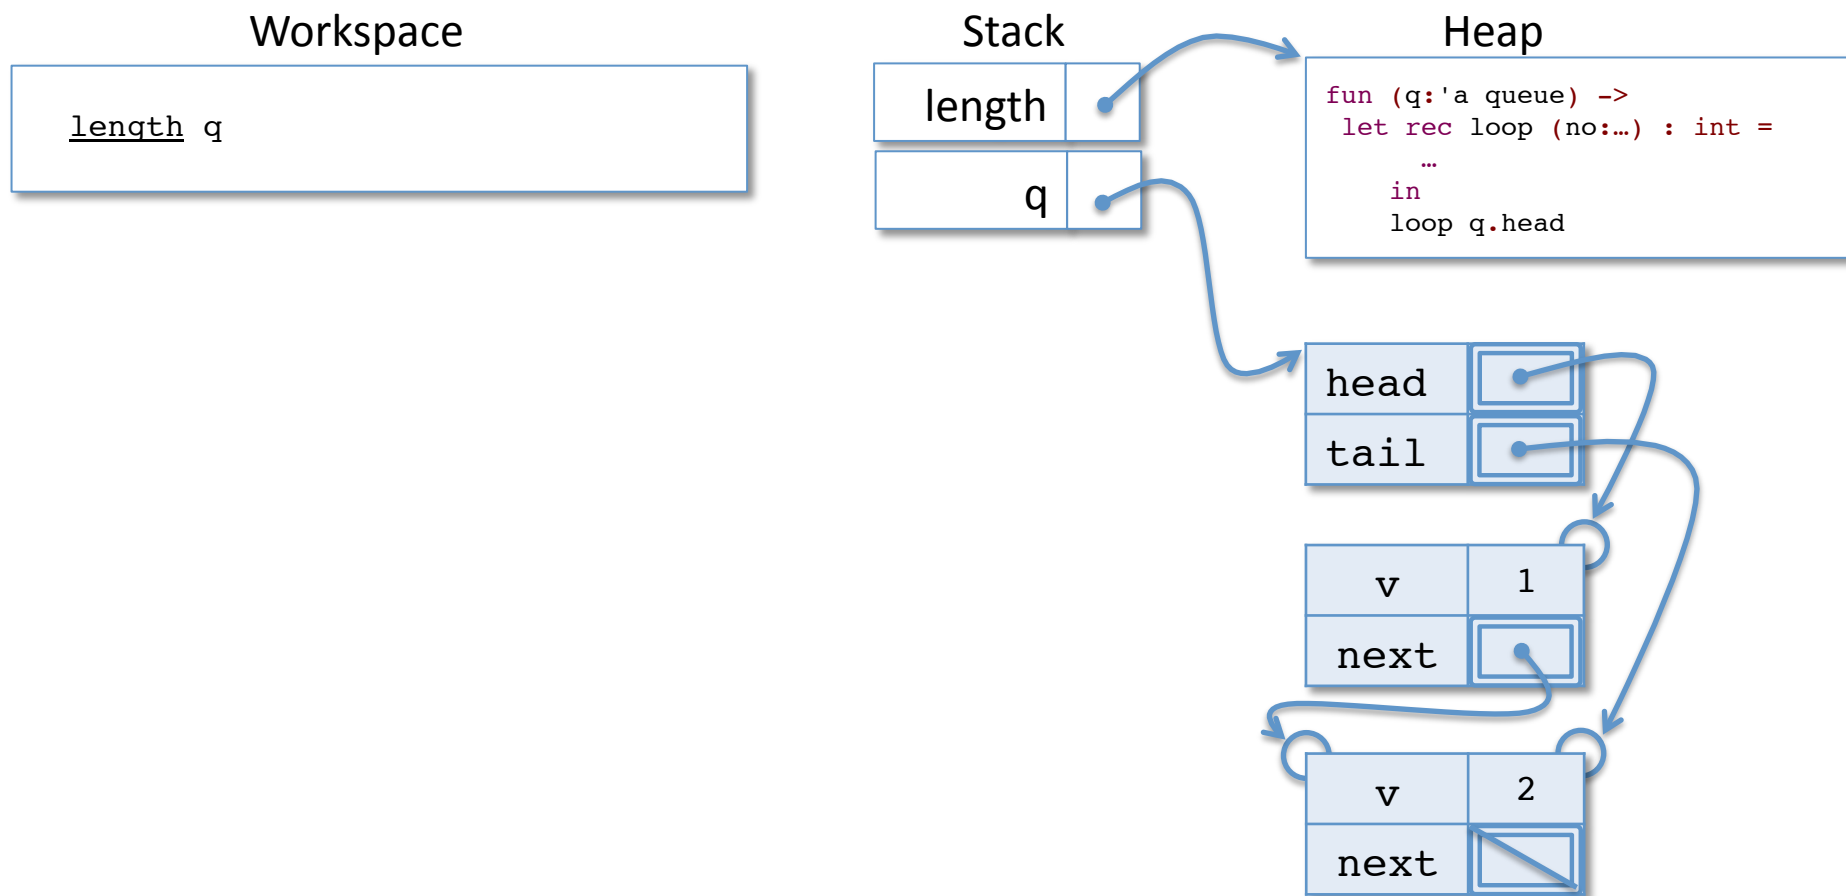 Workspace
Stack
Heap
length q
length
q
fun (q:'a queue) ->
let rec loop (no:…) : int =
…
in
loop q.head
head
tail
v 1
next
v 2
next